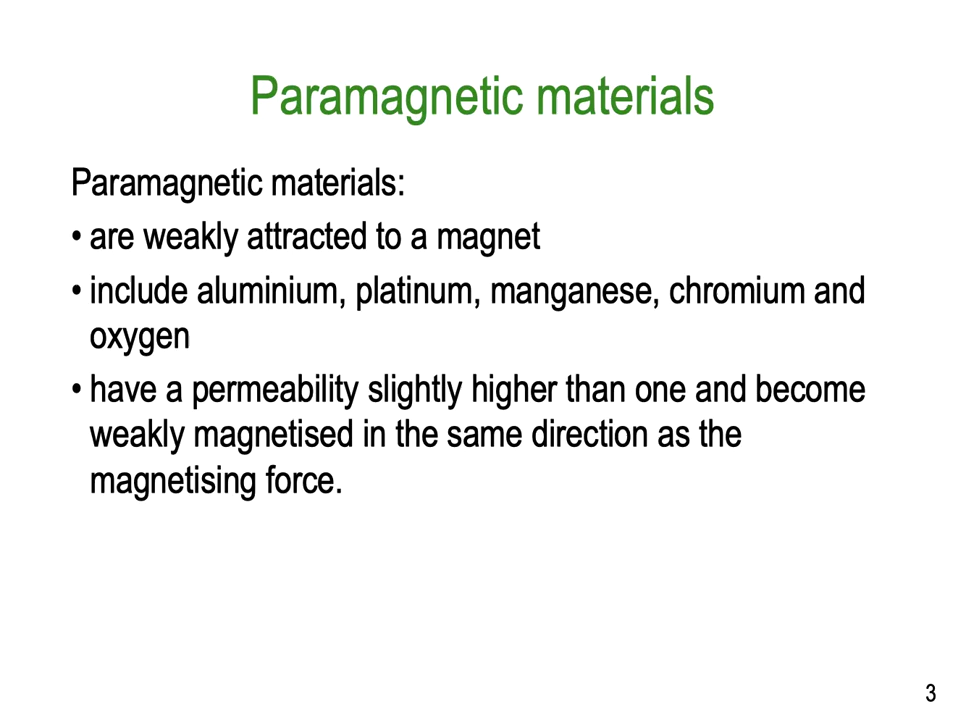 Paramagnetic materials
Paramagnetic materials:
• are weakly attracted to a magnet
• include aluminium, platinum, manganese, chromium and
oxygen
• have a permeability slightly higher than one and become
weakly magnetised in the same direction as the
magnetising force.
3